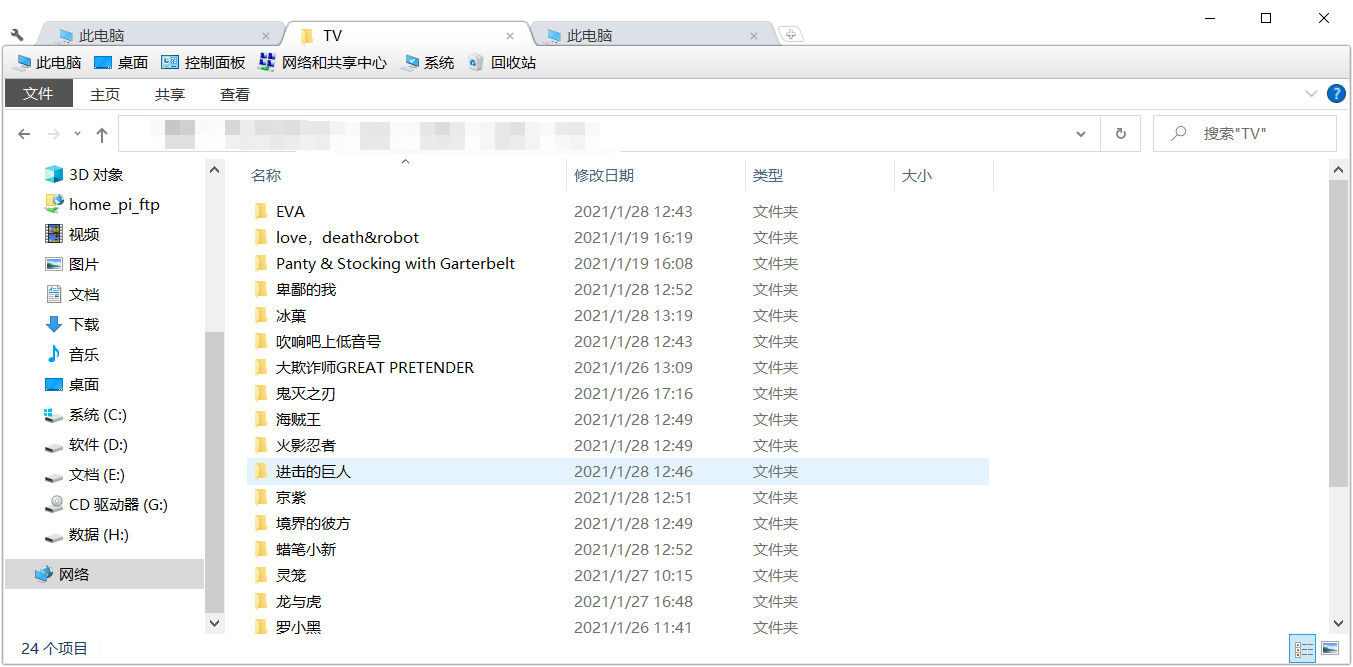 此电脑 TV 此电脑
此电脑 桌面 控制面板 网络和共享中心 系统 回收站
文件 主页 共享 查看
搜索"TV"
3D 对象
home_pi_ftp
视频
图片
文档
下载
音乐
桌面
系统 (C:)
软件 (D:)
文档 (E:)
CD 驱动器 (G:)
数据 (H:)
网络
名称 修改日期 类型 大小
EVA 2021/1/28 12:43 文件夹
love，death&robot 2021/1/19 16:19 文件夹
Panty & Stocking with Garterbelt 2021/1/19 16:08 文件夹
卑鄙的我 2021/1/28 12:52 文件夹
冰菓 2021/1/28 13:19 文件夹
吹响吧上低音号 2021/1/28 12:43 文件夹
大欺诈师GREAT PRETENDER 2021/1/26 13:09 文件夹
鬼灭之刃 2021/1/26 17:16 文件夹
海贼王 2021/1/28 12:49 文件夹
火影忍者 2021/1/28 12:49 文件夹
进击的巨人 2021/1/28 12:46 文件夹
京紫 2021/1/28 12:51 文件夹
境界的彼方 2021/1/28 12:49 文件夹
蜡笔小新 2021/1/28 12:52 文件夹
灵笼 2021/1/27 10:15 文件夹
龙与虎 2021/1/27 16:48 文件夹
罗小黑 2021/1/26 11:41 文件夹
24 个项目